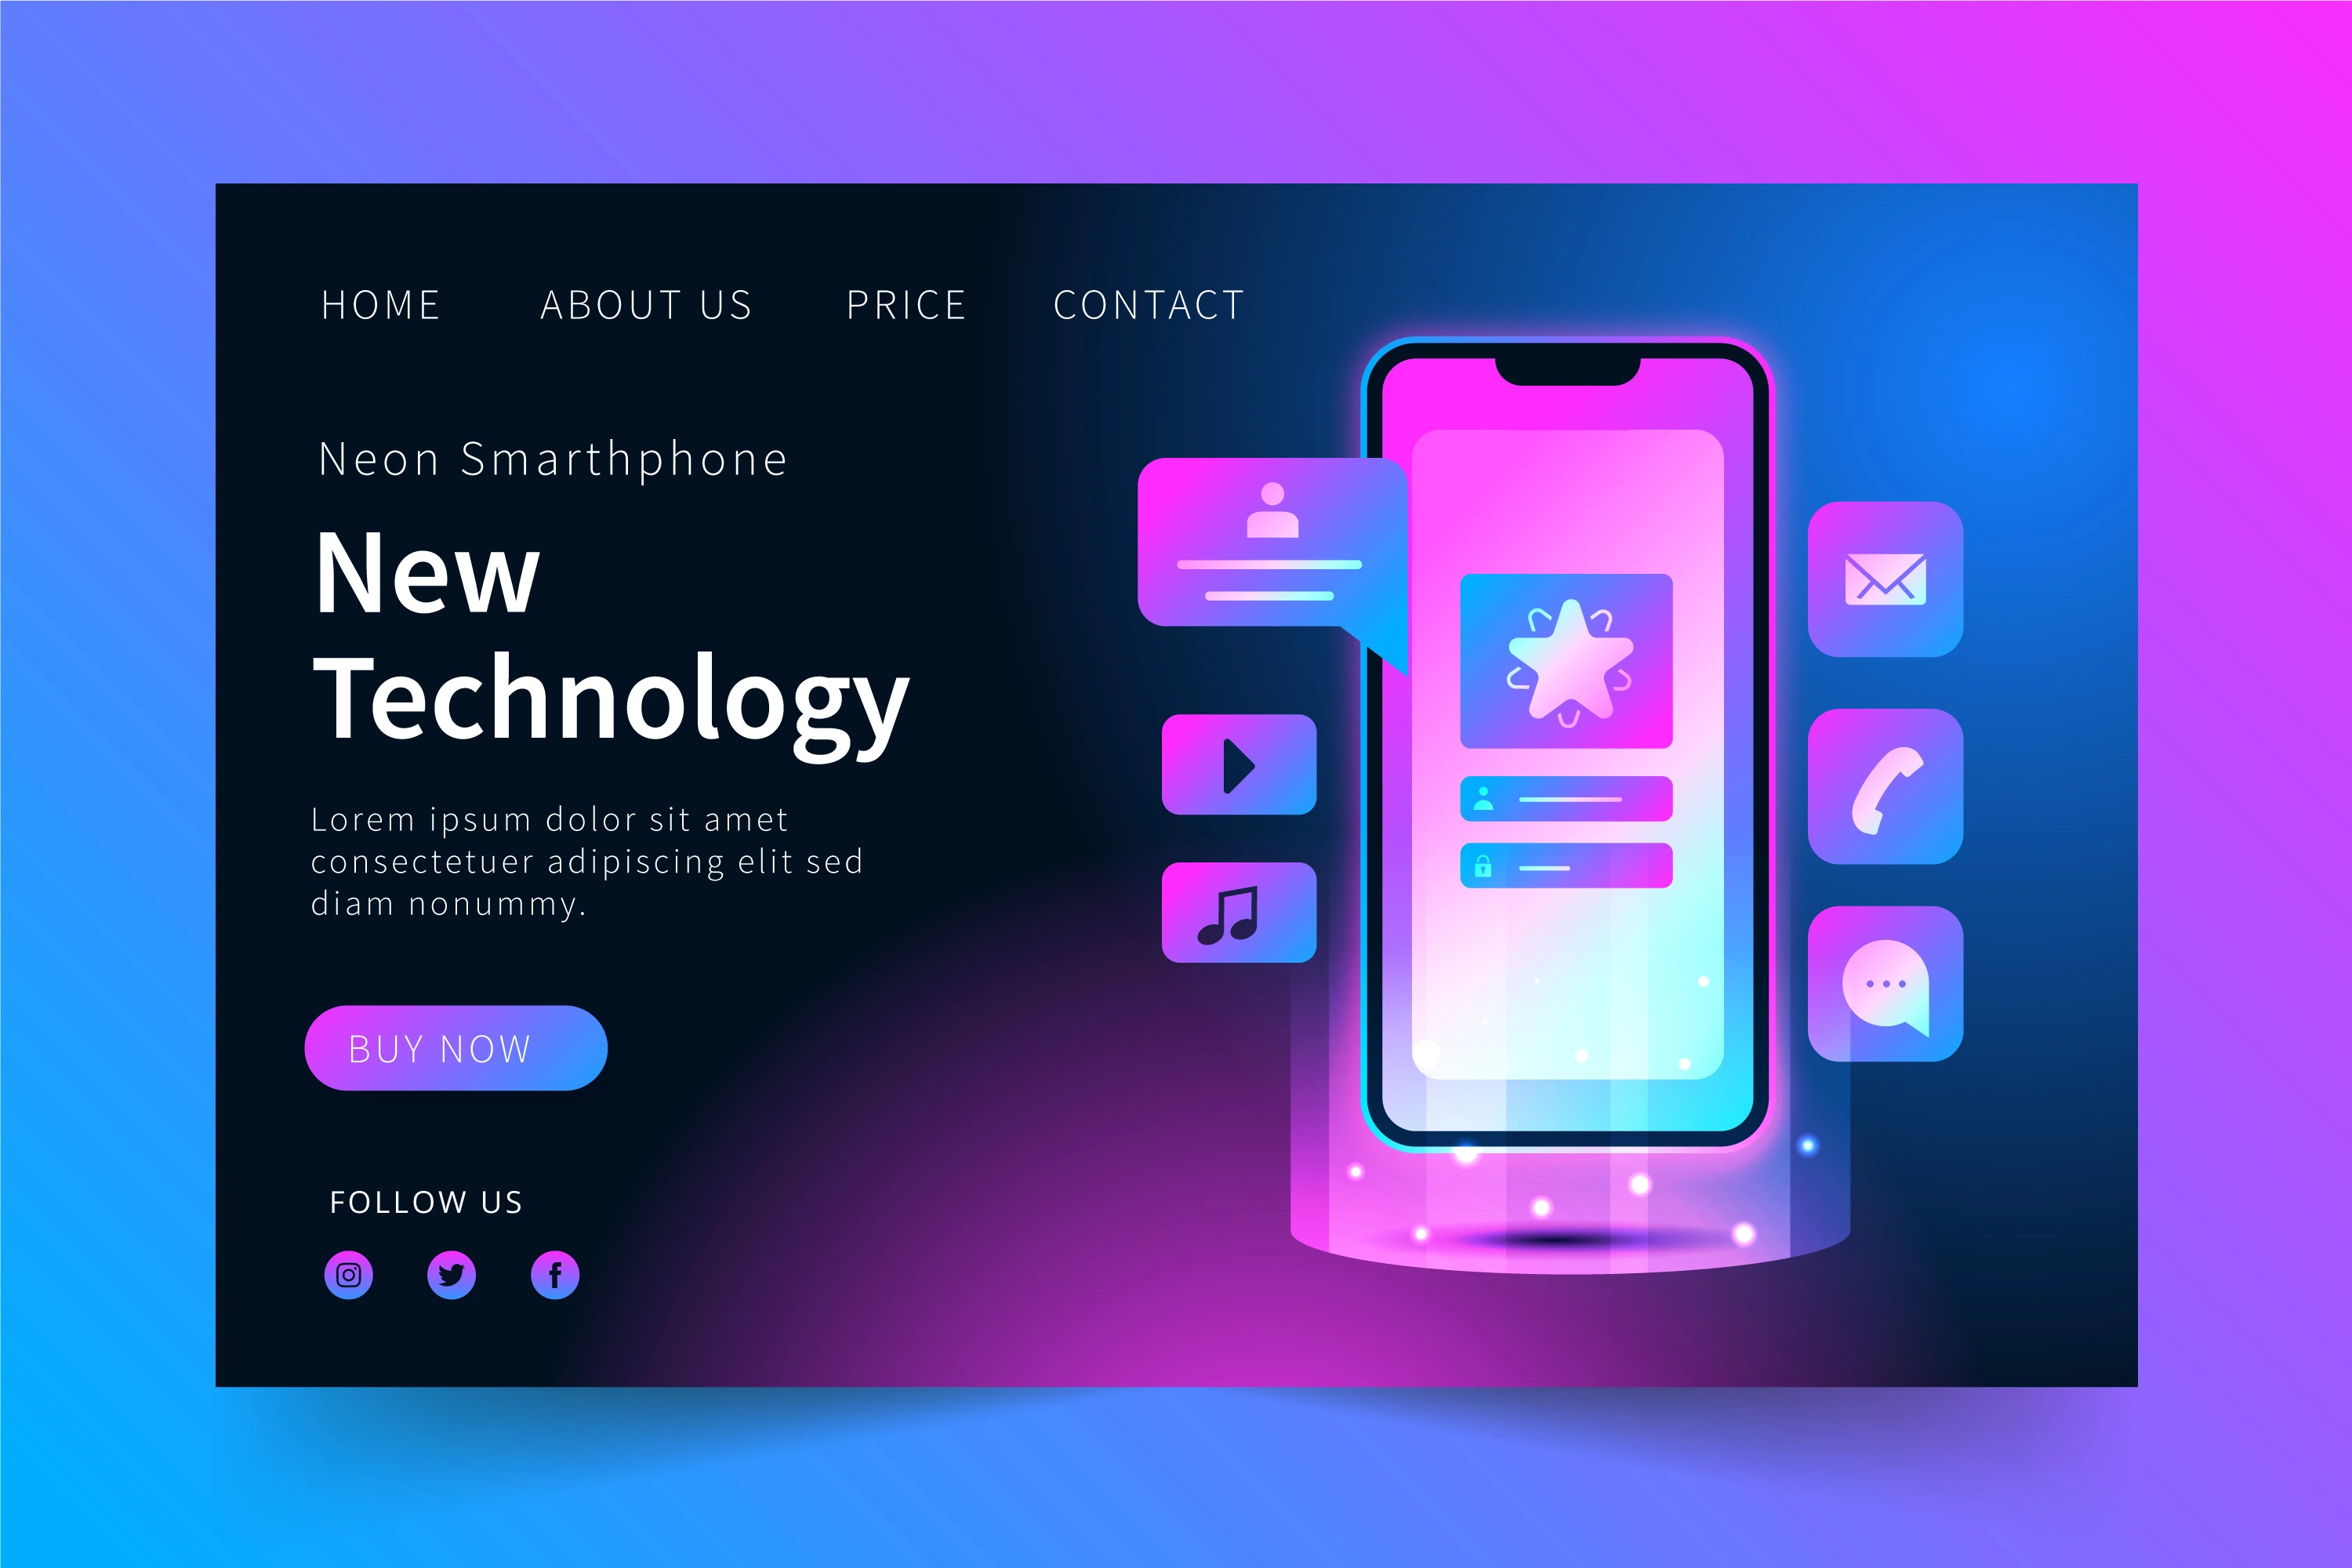 HOME ABOUT US PRICE CONTACT
Neon Smarthphone
New
Technology
Lorem ipsum dolor sit amet
consectetuer adipiscing elit sed
diam nonummy.
BUY NOW
FOLLOW US